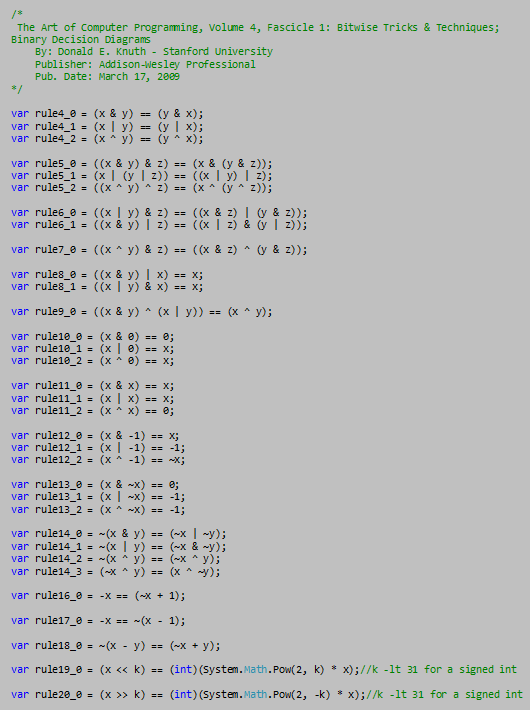 /*
The Art of Computer Programming, Volume 4, Fascicle 1: Bitwise Tricks & Techniques;
Binary Decision Diagrams
By: Donald E. Knuth - Stanford University
Publisher: Addison-Wesley Professional
Pub. Date: March 17, 2009
*/
var rule4_0 = (x & y) == (y & x);
var rule4_1 = (x | y) == (y | x);
var rule4_2 = (x ^ y) == (y ^ x);
var rule5_0 = ((x & y) & z) == (x & (y & z));
var rule5_1 = (x | (y | z)) == ((x | y) | z);
var rule5_2 = ((x ^ y) ^ z) == (x ^ (y ^ z));
var rule6_0 = ((x | y) & z) == ((x & z) | (y & z));
var rule6_1 = ((x & y) | z) == ((x | z) & (y | z));
var rule7_0 = ((x ^ y) & z) == ((x & z) ^ (y & z));
var rule8_0 = ((x & y) | x) == x;
var rule8_1 = ((x | y) & x) == x;
var rule9_0 = ((x & y) ^ (x | y)) == (x ^ y);
var rule10_0 = (x & 0) == 0;
var rule10_1 = (x | 0) == x;
var rule10_2 = (x ^ 0) == x;
var rule11_0 = (x & x) == x;
var rule11_1 = (x | x) == x;
var rule11_2 = (x ^ x) == 0;
var rule12_0 = (x & -1) == x;
var rule12_1 = (x | -1) == -1;
var rule12_2 = (x ^ -1) == ~x;
var rule13_0 = (x & ~x) == 0;
var rule13_1 = (x | ~x) == -1;
var rule13_2 = (x ^ ~x) == -1;
var rule14_0 = ~(x & y) == (~x | ~y);
var rule14_1 = ~(x | y) == (~x & ~y);
var rule14_2 = ~(x ^ y) == (~x ^ y);
var rule14_3 = (~x ^ y) == (x ^ ~y);
var rule16_0 = -x == (~x + 1);
var rule17_0 = -x == ~(x - 1);
var rule18_0 = ~(x - y) == (~x + y);
var rule19_0 = (x << k) == (int)(System.Math.Pow(2, k) * x);//k -lt 31 for a signed int
var rule20_0 = (x >> k) == (int)(System.Math.Pow(2, -k) * x);//k -lt 31 for a signed int